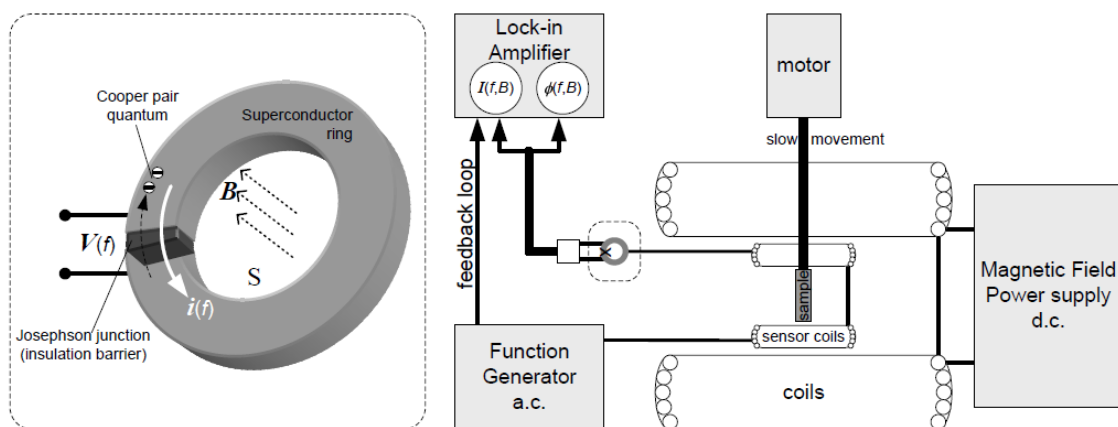 Cooper pair
quantum
Superconductor
ring
B
V(f)
S
i(f)
Josephson junction
(insulation barrier)
Lock-in
Amplifier
I(f,B)
ϕ(f,B)
feedback loop
Function
Generator
a.c.
motor
slow movement
sample
sensor coils
coils
Magnetic Field
Power supply
d.c.